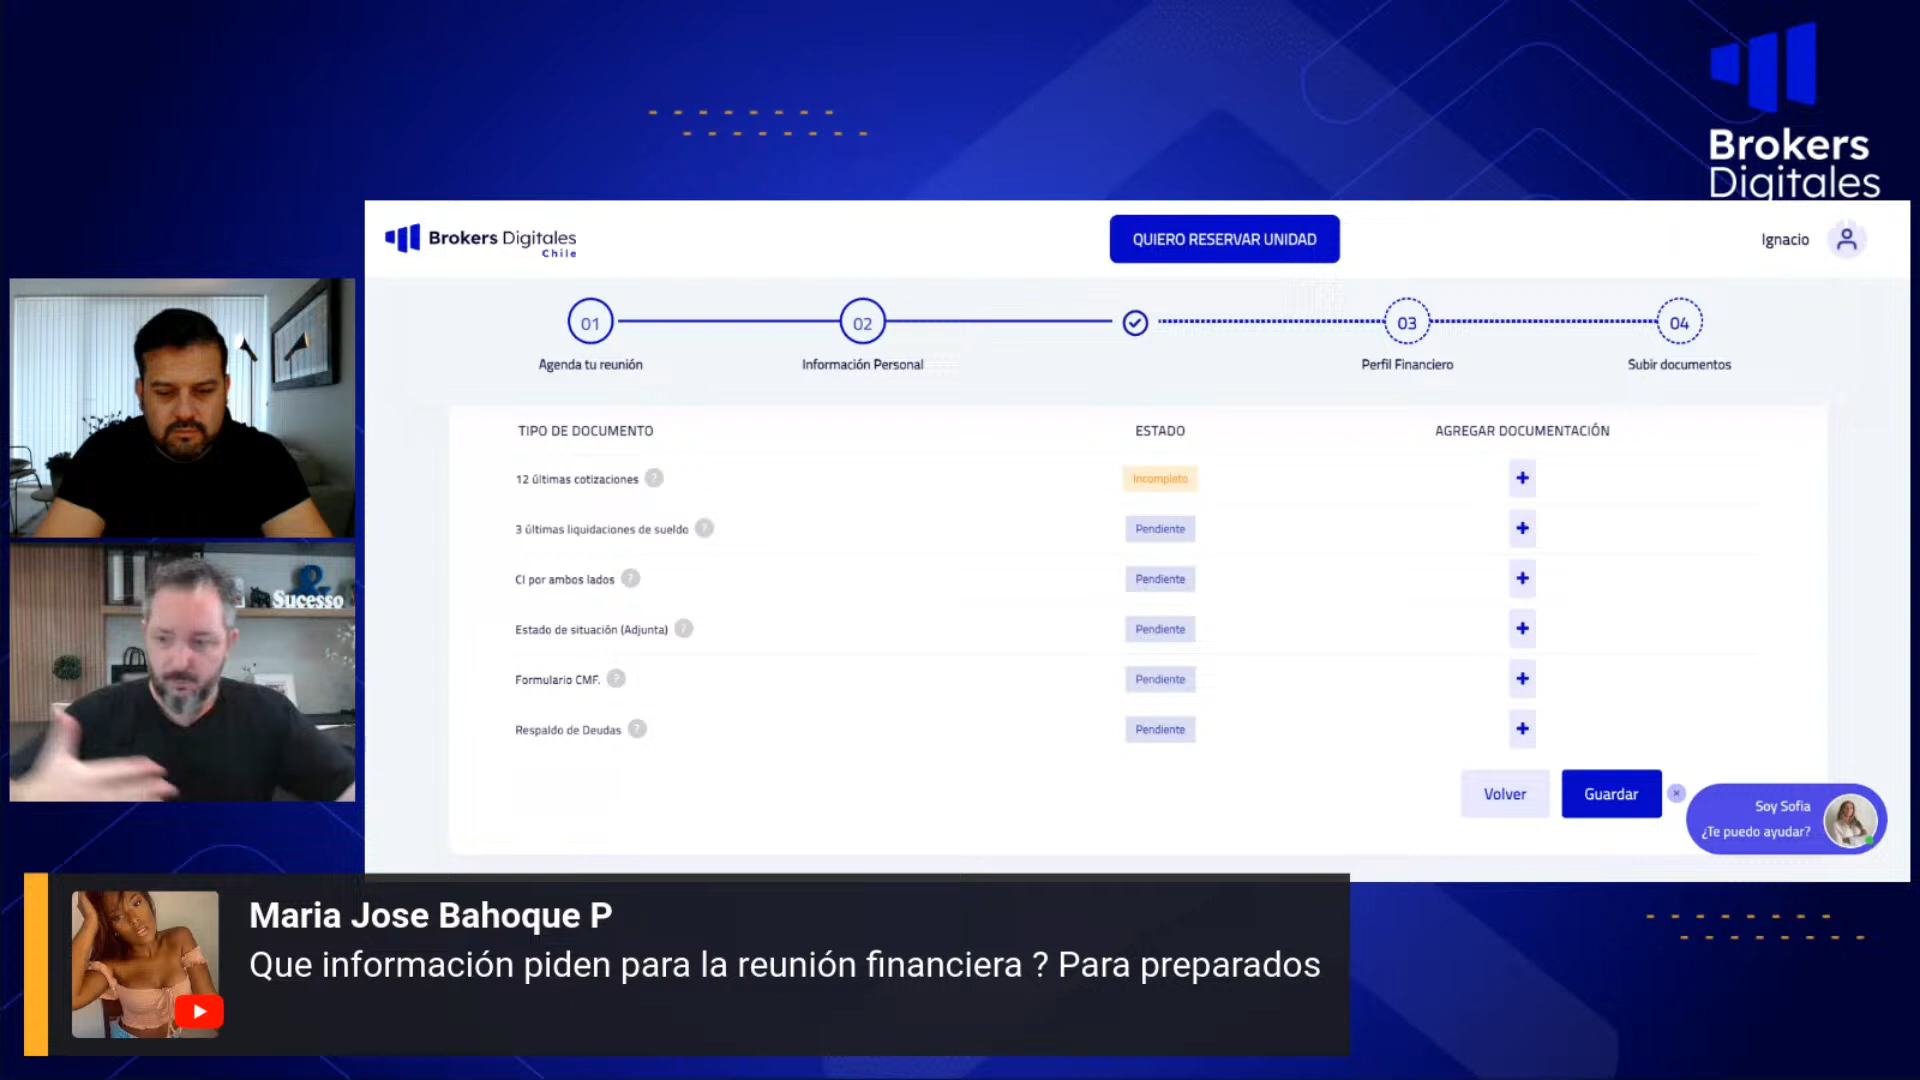 Brokers
Digitales
Brokers Digitales
Chile
QUIERO RESERVAR UNIDAD
Ignacio
01
02
03
04
Agenda tu reunión
Información Personal
Perfil Financiero
Subir documentos
TIPO DE DOCUMENTO
ESTADO
AGREGAR DOCUMENTACIÓN
12 últimas cotizaciones ?
Incompleto
+
3 últimas liquidaciones de sueldo ?
Pendiente
+
CI por ambos lados ?
Pendiente
+
Estado de situación (Adjunta) ?
Pendiente
+
Formulario CMF. ?
Pendiente
+
Respaldo de Deudas ?
Pendiente
+
Volver
Guardar
Soy Sofia
¿Te puedo ayudar?
& Sucesso
Maria Jose Bahoque P
Que información piden para la reunión financiera ? Para preparados